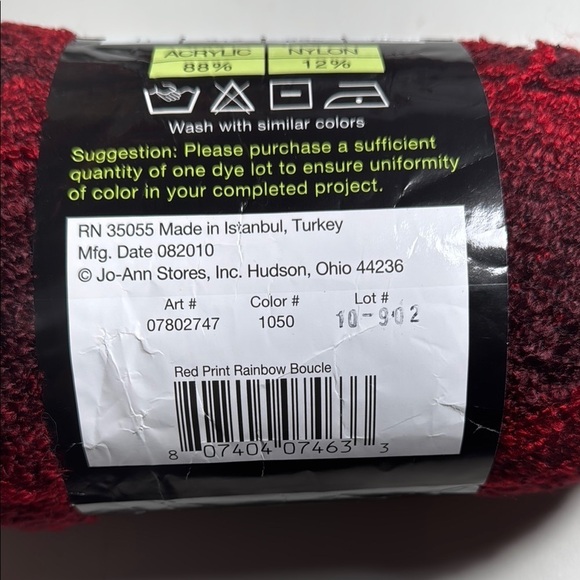 ACRYLIC NYLON
88% 12%
Wash with similar colors
Suggestion: Please purchase a sufficient
quantity of one dye lot to ensure uniformity
of color in your completed project.
RN 35055 Made in Istanbul, Turkey
Mfg. Date 082010
© Jo-Ann Stores, Inc. Hudson, Ohio 44236
Art # Color # Lot #
07802747 1050 10-902
Red Print Rainbow Boucle
8 07404 07463 3